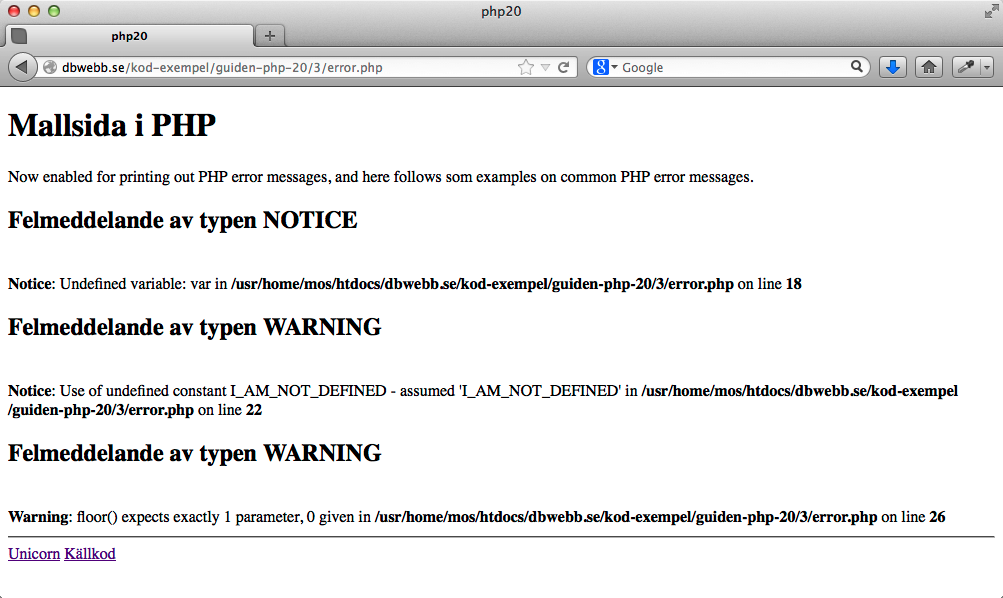 php20
php20
dbwebb.se/kod-exempel/guiden-php-20/3/error.php
8 Google
Mallsida i PHP
Now enabled for printing out PHP error messages, and here follows som examples on common PHP error messages.
Felmeddelande av typen NOTICE
Notice: Undefined variable: var in /usr/home/mos/htdocs/dbwebb.se/kod-exempel/guiden-php-20/3/error.php on line 18
Felmeddelande av typen WARNING
Notice: Use of undefined constant I_AM_NOT_DEFINED - assumed 'I_AM_NOT_DEFINED' in /usr/home/mos/htdocs/dbwebb.se/kod-exempel
/guiden-php-20/3/error.php on line 22
Felmeddelande av typen WARNING
Warning: floor() expects exactly 1 parameter, 0 given in /usr/home/mos/htdocs/dbwebb.se/kod-exempel/guiden-php-20/3/error.php on line 26
Unicorn Källkod